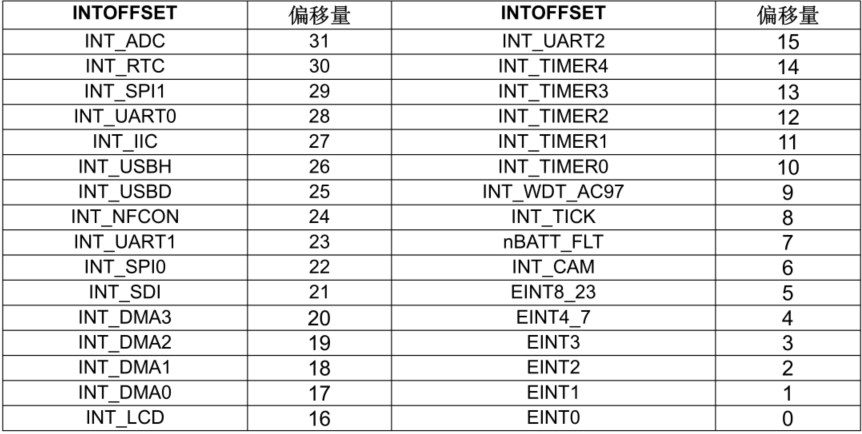 INTOFFSET 偏移量 INTOFFSET 偏移量
INT_ADC 31 INT_UART2 15
INT_RTC 30 INT_TIMER4 14
INT_SPI1 29 INT_TIMER3 13
INT_UART0 28 INT_TIMER2 12
INT_IIC 27 INT_TIMER1 11
INT_USBH 26 INT_TIMER0 10
INT_USBD 25 INT_WDT_AC97 9
INT_NFCON 24 INT_TICK 8
INT_UART1 23 nBATT_FLT 7
INT_SPI0 22 INT_CAM 6
INT_SDI 21 EINT8_23 5
INT_DMA3 20 EINT4_7 4
INT_DMA2 19 EINT3 3
INT_DMA1 18 EINT2 2
INT_DMA0 17 EINT1 1
INT_LCD 16 EINT0 0